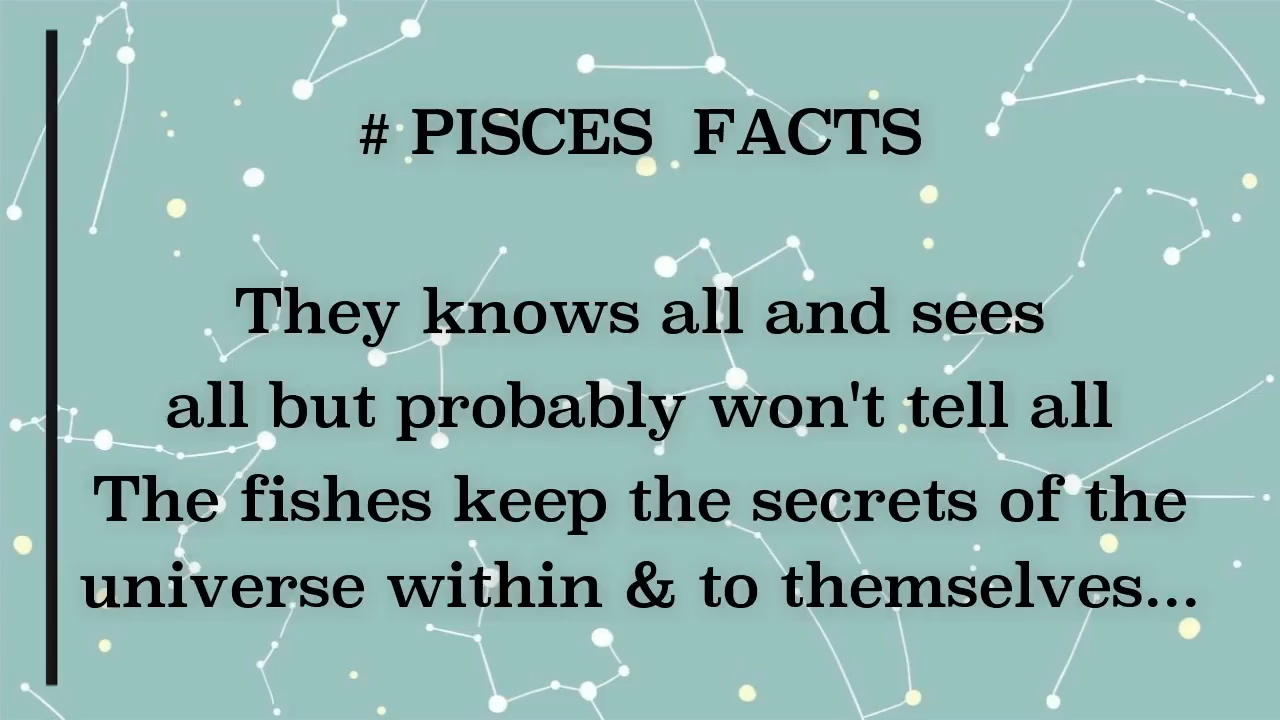 # PISCES FACTS
They knows all and sees
all but probably won't tell all
The fishes keep the secrets of the
universe within & to themselves...